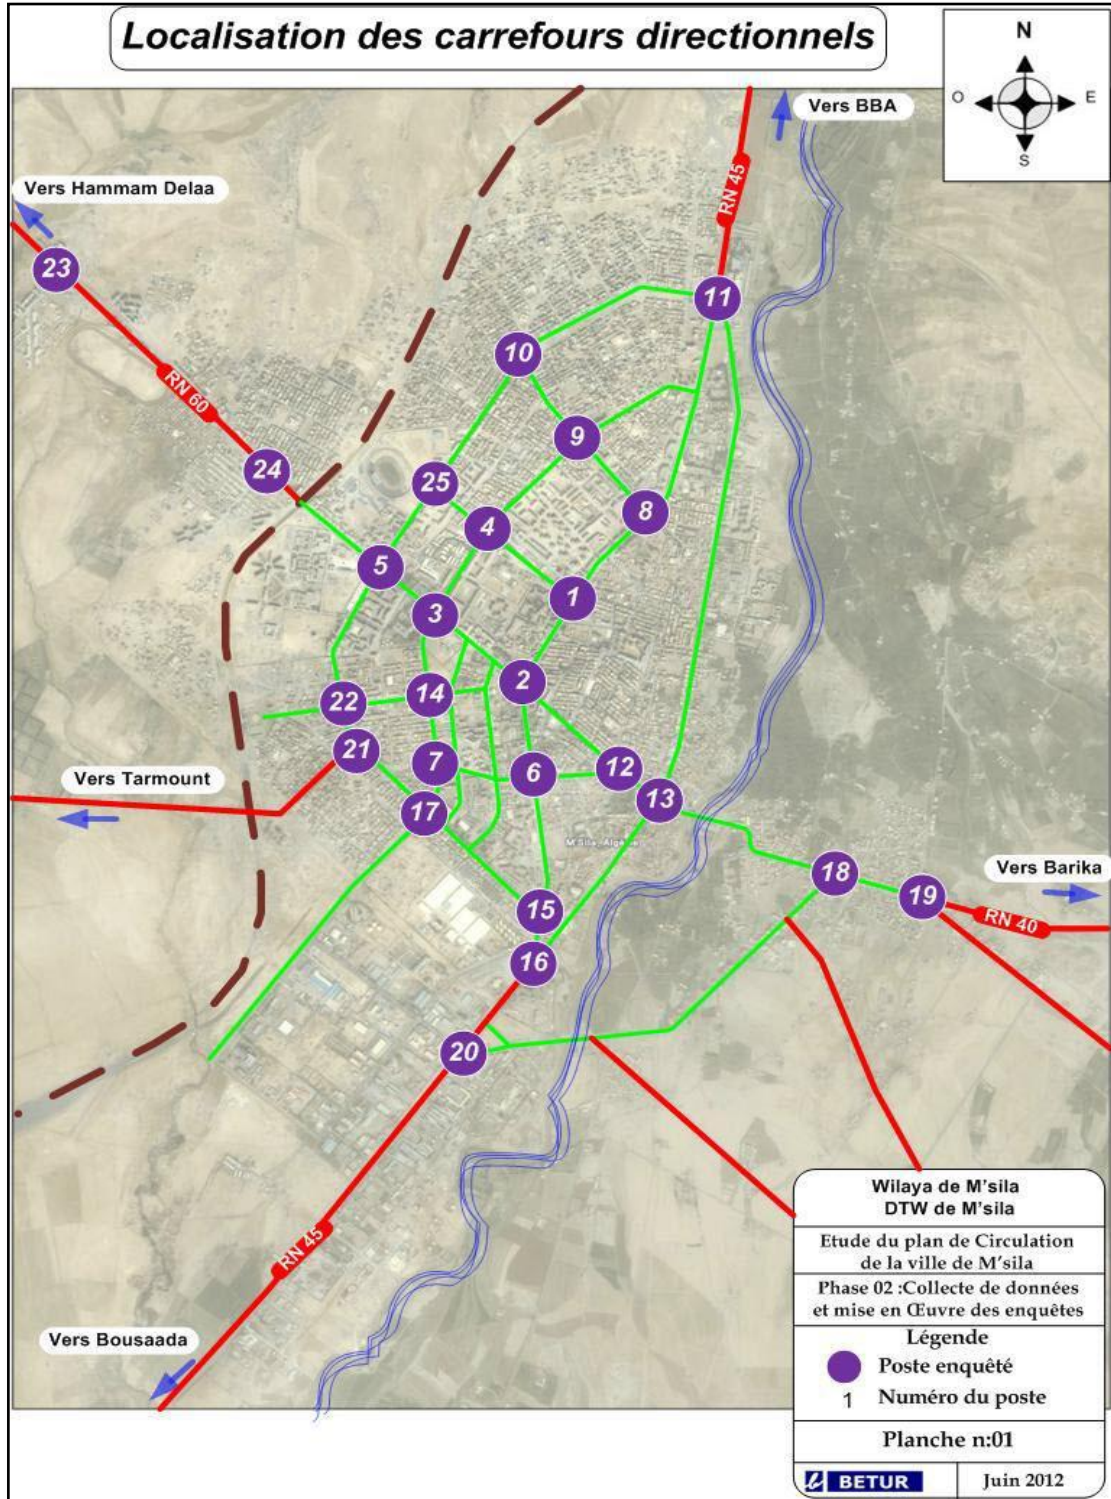 Localisation des carrefours directionnels
N
O
E
S
Vers BBA
Vers Hammam Delaa
RN 45
23
11
10
RN 60
9
24
25
8
4
5
1
3
2
14
22
21
7
6
12
Vers Tarmount
13
17
M'Sila, Algérie
18
Vers Barika
19
15
RN 40
16
20
Wilaya de M'sila
DTW de M'sila
Etude du plan de Circulation
de la ville de M'sila
Phase 02 :Collecte de données
et mise en Œuvre des enquêtes
RN 45
Légende
Poste enquêté
1 Numéro du poste
Vers Bousaada
Planche n:01
BETUR
Juin 2012